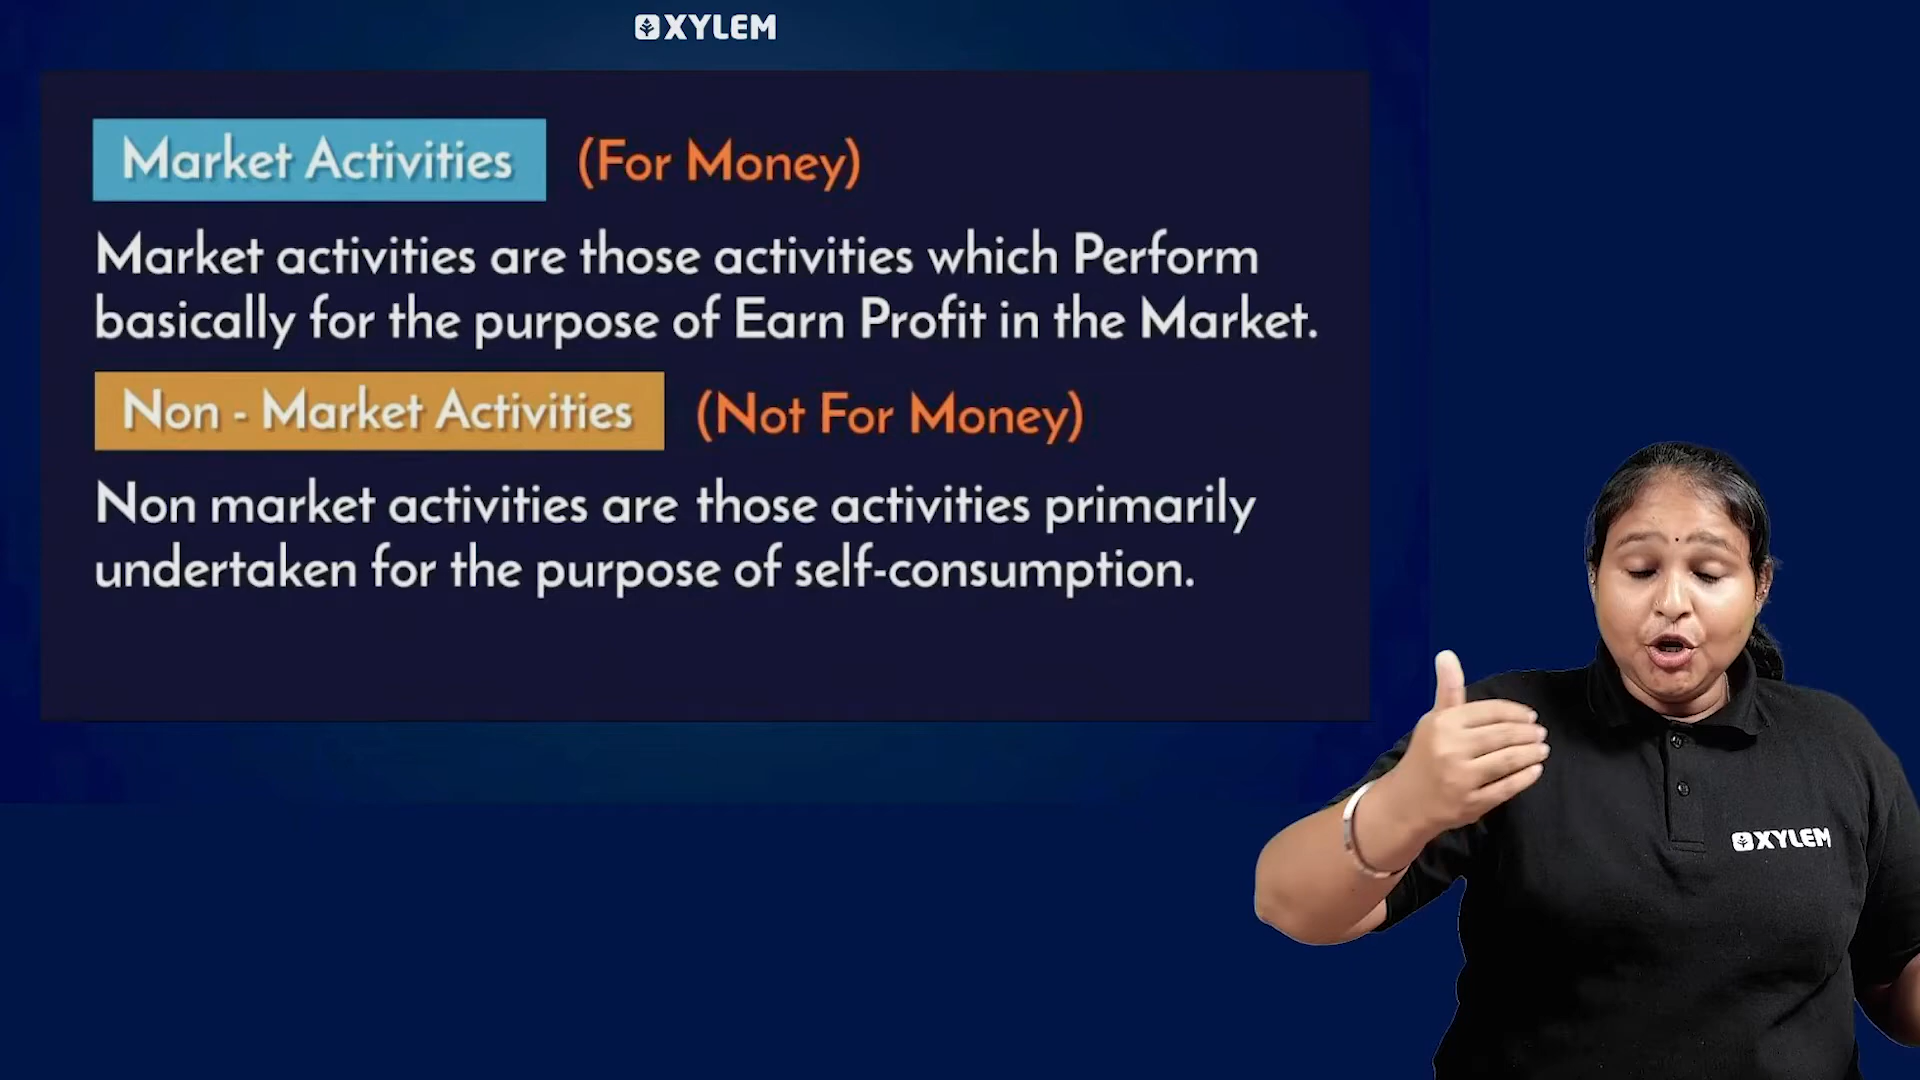 XYLEM
Market Activities (For Money)
Market activities are those activities which Perform
basically for the purpose of Earn Profit in the Market.
Non - Market Activities (Not For Money)
Non market activities are those activities primarily
undertaken for the purpose of self-consumption.
XYLEM